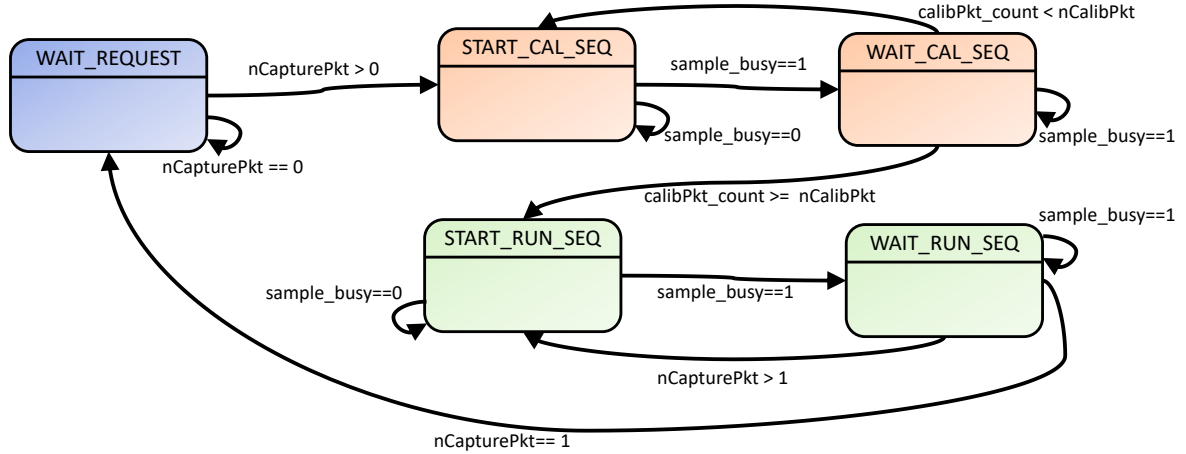 calibPkt_count < nCalibPkt
WAIT_REQUEST
START_CAL_SEQ
WAIT_CAL_SEQ
nCapturePkt > 0
sample_busy==1
sample_busy==0
sample_busy==1
nCapturePkt == 0
calibPkt_count >= nCalibPkt
sample_busy==1
START_RUN_SEQ
WAIT_RUN_SEQ
sample_busy==0
sample_busy==1
nCapturePkt > 1
nCapturePkt== 1